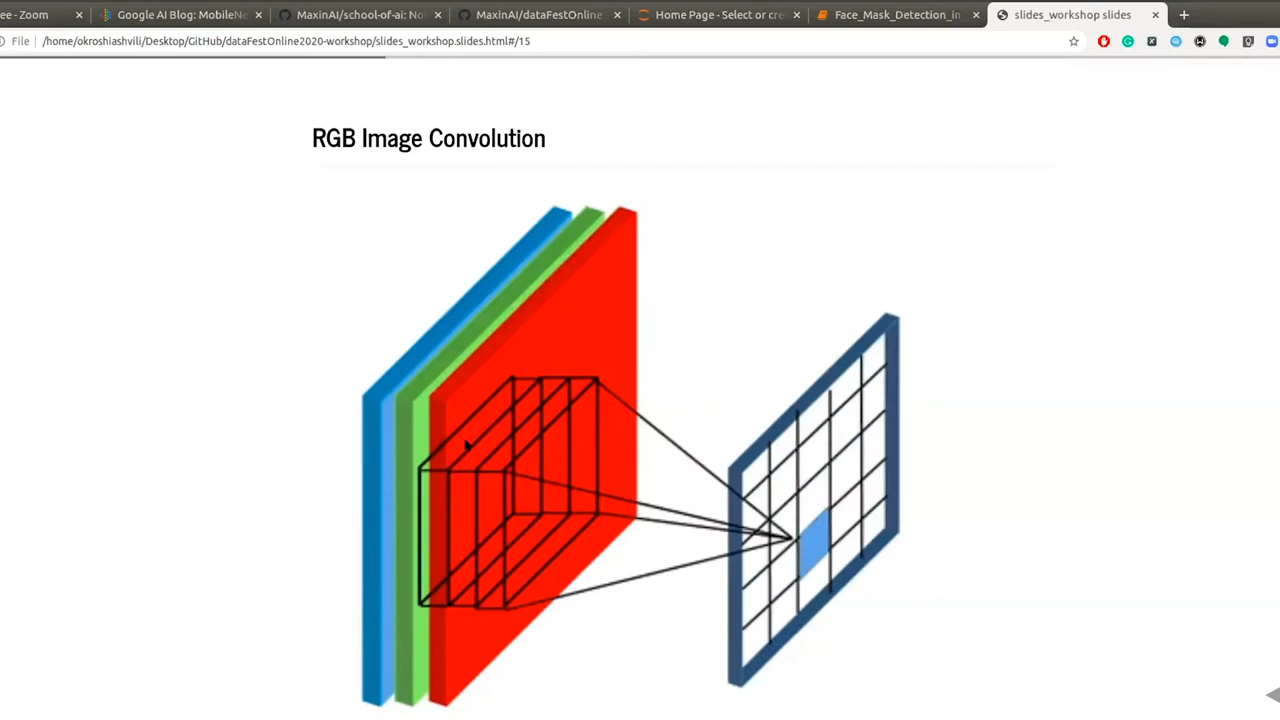 ee - Zoom
Google AI Blog: MobileNe
MaxinAI/school-of-ai: No
MaxinAI/dataFestOnline
Home Page - Select or cre
Face_Mask_Detection_in
slides_workshop slides
File
/home/okroshiashvili/Desktop/GitHub/dataFestOnline2020-workshop/slides_workshop.slides.html#/15
RGB Image Convolution